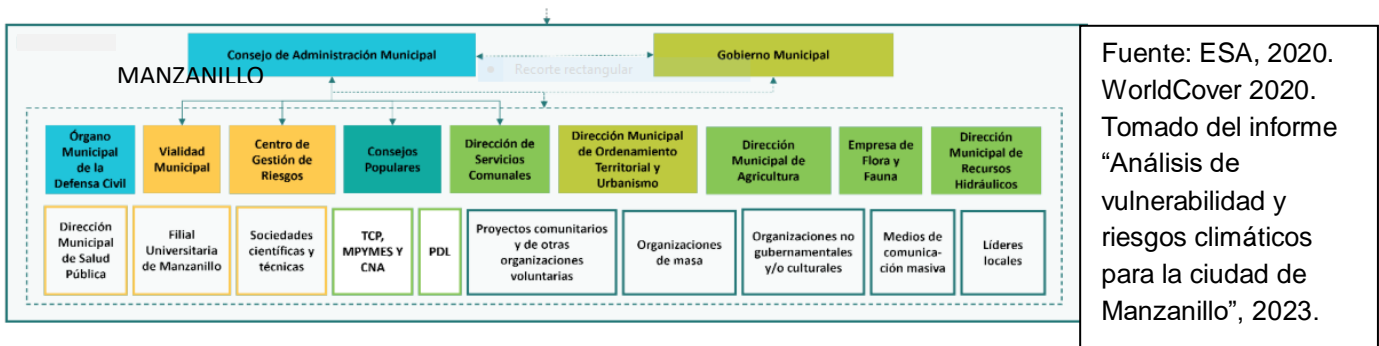 Consejo de Administración Municipal
Gobierno Municipal
Recorte rectangular
MANZANILLO
Órgano
Municipal
de la
Defensa Civil
Vialidad
Municipal
Centro de
Gestión de
Riesgos
Consejos
Populares
Dirección de
Servicios
Comunales
Dirección Municipal
de Ordenamiento
Territorial y
Urbanismo
Dirección
Municipal de
Agricultura
Empresa de
Flora y
Fauna
Dirección
Municipal de
Recursos
Hidráulicos
Dirección
Municipal
de Salud
Pública
Filial
Universitaria
de Manzanillo
Sociedades
científicas y
técnicas
TCP,
MPYMES Y
CNA
PDL
Proyectos comunitarios
y de otras
organizaciones
voluntarias
Organizaciones
de masa
Organizaciones no
gubernamentales
y/o culturales
Medios de
comunica-
ción masiva
Líderes
locales
Fuente: ESA, 2020.
WorldCover 2020.
Tomado del informe
“Análisis de
vulnerabilidad y
riesgos climáticos
para la ciudad de
Manzanillo”, 2023.